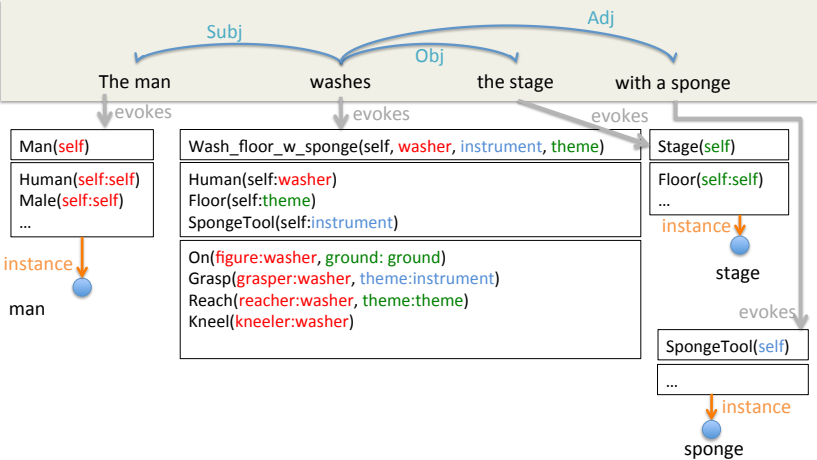 Subj
Adj
Obj
The man
washes
the stage
with a sponge
evokes
evokes
evokes
Man(self)
Human(self:self)
Male(self:self)
...
instance
man
Wash_floor_w_sponge(self, washer, instrument, theme)
Human(self:washer)
Floor(self:theme)
SpongeTool(self:instrument)
On(figure:washer, ground: ground)
Grasp(grasper:washer, theme:instrument)
Reach(reacher:washer, theme:theme)
Kneel(kneeler:washer)
Stage(self)
Floor(self:self)
...
instance
stage
evokes
SpongeTool(self)
...
instance
sponge